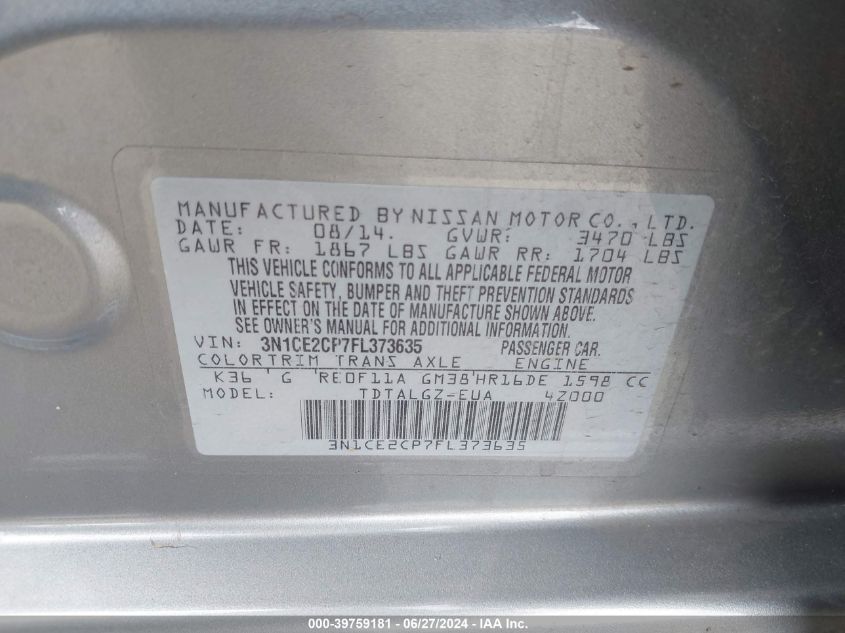 MANUFACTURED BY NISSAN MOTOR CO., LTD.
DATE: 08/14. GVWR: 3470 LBS
GAWR FR: 1867 LBS GAWR RR: 1704 LBS
THIS VEHICLE CONFORMS TO ALL APPLICABLE FEDERAL MOTOR
VEHICLE SAFETY, BUMPER AND THEFT PREVENTION STANDARDS
IN EFFECT ON THE DATE OF MANUFACTURE SHOWN ABOVE.
SEE OWNER'S MANUAL FOR ADDITIONAL INFORMATION.
VIN: 3N1CE2CP7FL373635 PASSENGER CAR.
COLOR TRIM TRANS AXLE ENGINE
K36 G RE0F11A GM38 HR16DE 1598 CC
MODEL: TDTALGZ-EUA 4Z000
3N1CE2CP7FL373635
000-39759181 - 06/27/2024 - IAA Inc.